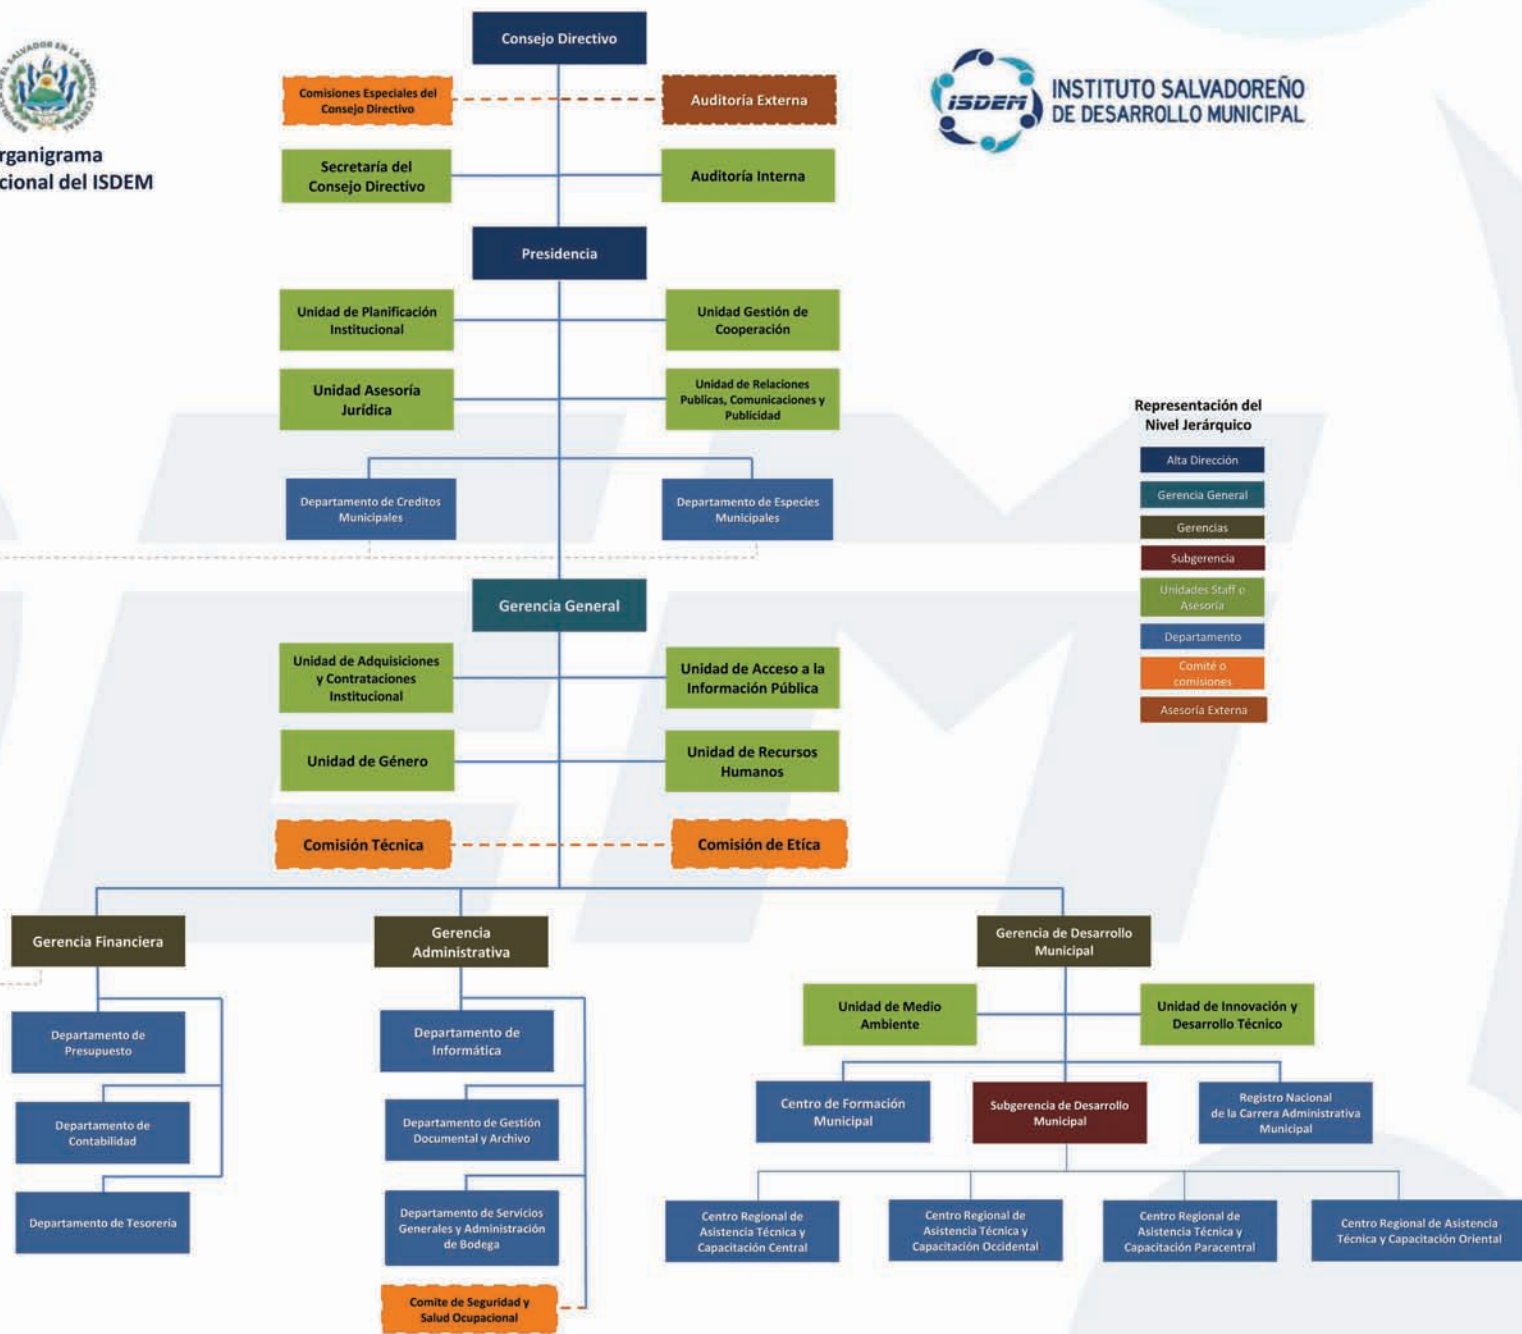 Consejo Directivo
REPUBLICA DE EL SALVADOR EN LA AMERICA CENTRAL
rganigrama
cional del ISDEM
Comisiones Especiales del
Consejo Directivo
Auditoría Externa
ISDEM
INSTITUTO SALVADOREÑO
DE DESARROLLO MUNICIPAL
Secretaría del
Consejo Directivo
Auditoría Interna
Presidencia
Unidad de Planificación
Institucional
Unidad Gestión de
Cooperación
Unidad Asesoría
Jurídica
Unidad de Relaciones
Publicas, Comunicaciones y
Publicidad
Departamento de Creditos
Municipales
Departamento de Especies
Municipales
Representación del
Nivel Jerárquico
Alta Dirección
Gerencia General
Gerencias
Subgerencia
Unidades Staff o
Asesoría
Departamento
Comité o
comisiones
Asesoría Externa
Gerencia General
Unidad de Adquisiciones
y Contrataciones
Institucional
Unidad de Acceso a la
Información Pública
Unidad de Género
Unidad de Recursos
Humanos
Comisión Técnica
Comisión de Etíca
Gerencia Financiera
Gerencia
Administrativa
Gerencia de Desarrollo
Municipal
Departamento de
Presupuesto
Departamento de
Contabilidad
Departamento de Tesorería
Departamento de
Informática
Departamento de Gestión
Documental y Archivo
Departamento de Servicios
Generales y Administración
de Bodega
Comite de Seguridad y
Salud Ocupacional
Unidad de Medio
Ambiente
Unidad de Innovación y
Desarrollo Técnico
Centro de Formación
Municipal
Subgerencia de Desarrollo
Municipal
Registro Nacional
de la Carrera Administrativa
Municipal
Centro Regional de
Asistencia Técnica y
Capacitación Central
Centro Regional de
Asistencia Técnica y
Capacitación Occidental
Centro Regional de
Asistencia Técnica y
Capacitación Paracentral
Centro Regional de Asistencia
Técnica y Capacitación Oriental